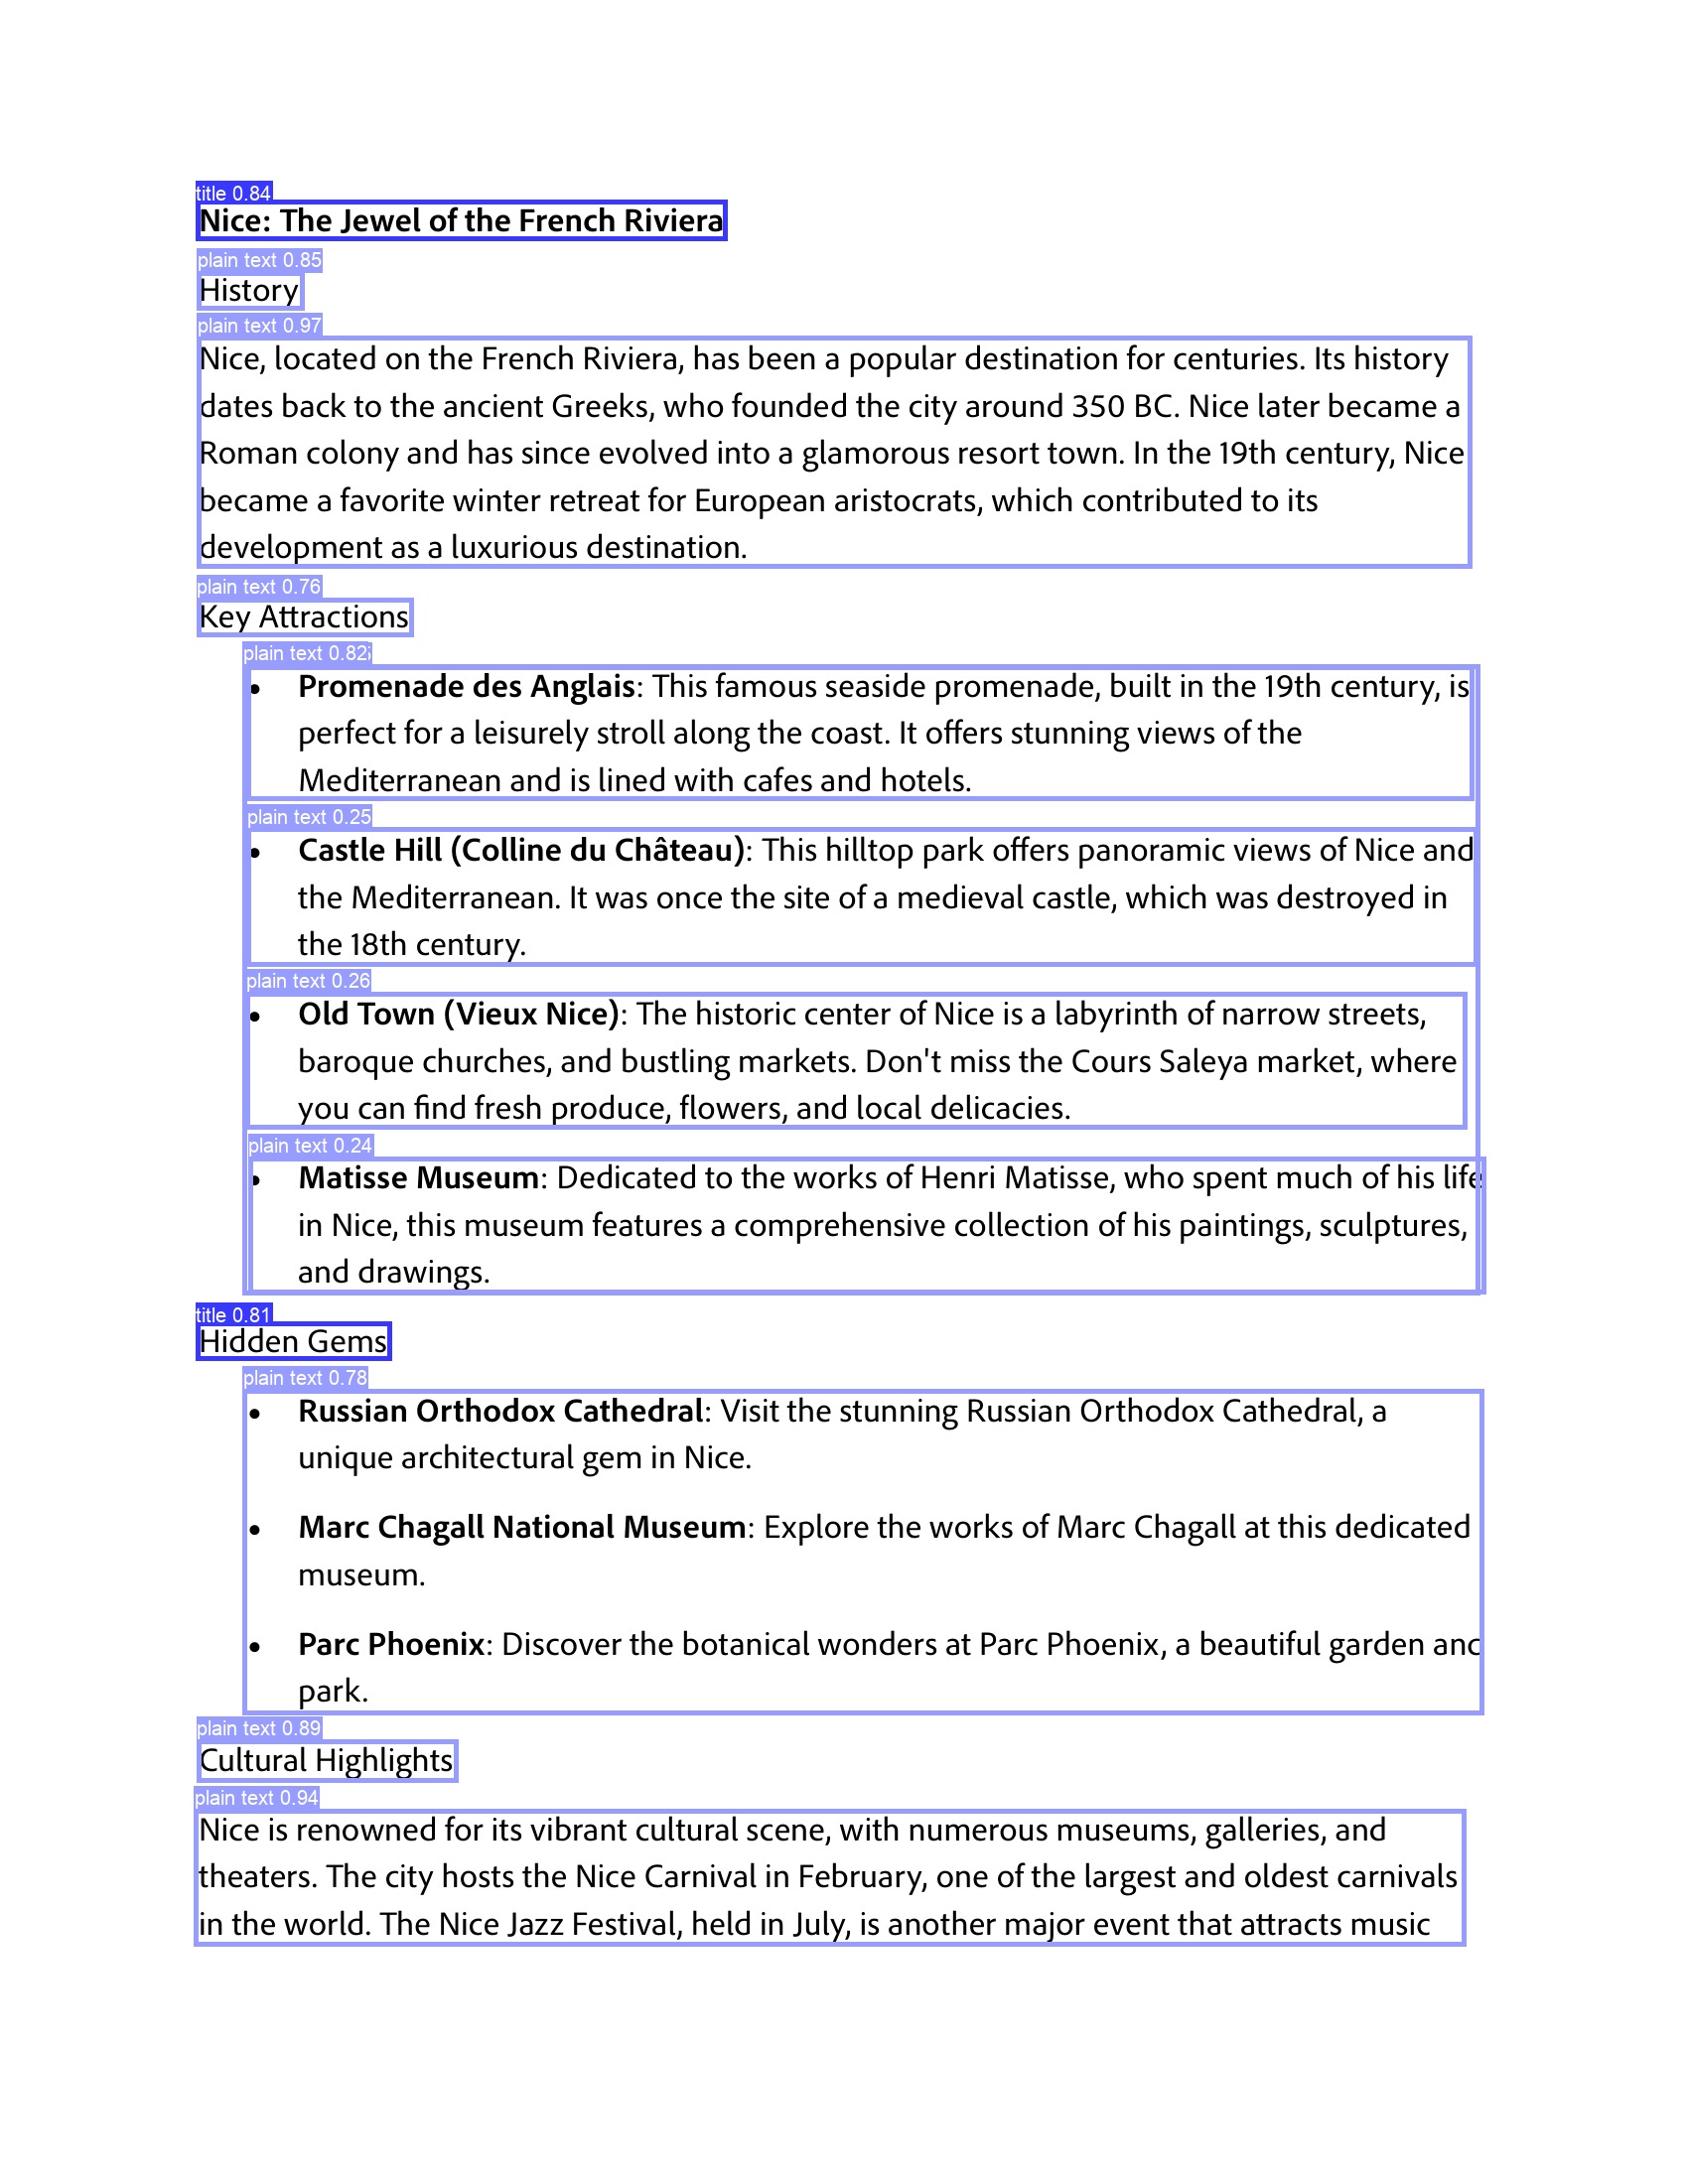 title 0.84
Nice: The Jewel of the French Riviera
plain text 0.85
History
plain text 0.97
Nice, located on the French Riviera, has been a popular destination for centuries. Its history
dates back to the ancient Greeks, who founded the city around 350 BC. Nice later became a
Roman colony and has since evolved into a glamorous resort town. In the 19th century, Nice
became a favorite winter retreat for European aristocrats, which contributed to its
development as a luxurious destination.
plain text 0.76
Key Attractions
plain text 0.82
• Promenade des Anglais: This famous seaside promenade, built in the 19th century, is
perfect for a leisurely stroll along the coast. It offers stunning views of the
Mediterranean and is lined with cafes and hotels.
plain text 0.25
• Castle Hill (Colline du Château): This hilltop park offers panoramic views of Nice and
the Mediterranean. It was once the site of a medieval castle, which was destroyed in
the 18th century.
plain text 0.26
• Old Town (Vieux Nice): The historic center of Nice is a labyrinth of narrow streets,
baroque churches, and bustling markets. Don't miss the Cours Saleya market, where
you can find fresh produce, flowers, and local delicacies.
plain text 0.24
• Matisse Museum: Dedicated to the works of Henri Matisse, who spent much of his life
in Nice, this museum features a comprehensive collection of his paintings, sculptures,
and drawings.
title 0.81
Hidden Gems
plain text 0.78
• Russian Orthodox Cathedral: Visit the stunning Russian Orthodox Cathedral, a
unique architectural gem in Nice.
• Marc Chagall National Museum: Explore the works of Marc Chagall at this dedicated
museum.
• Parc Phoenix: Discover the botanical wonders at Parc Phoenix, a beautiful garden and
park.
plain text 0.89
Cultural Highlights
plain text 0.94
Nice is renowned for its vibrant cultural scene, with numerous museums, galleries, and
theaters. The city hosts the Nice Carnival in February, one of the largest and oldest carnivals
in the world. The Nice Jazz Festival, held in July, is another major event that attracts music